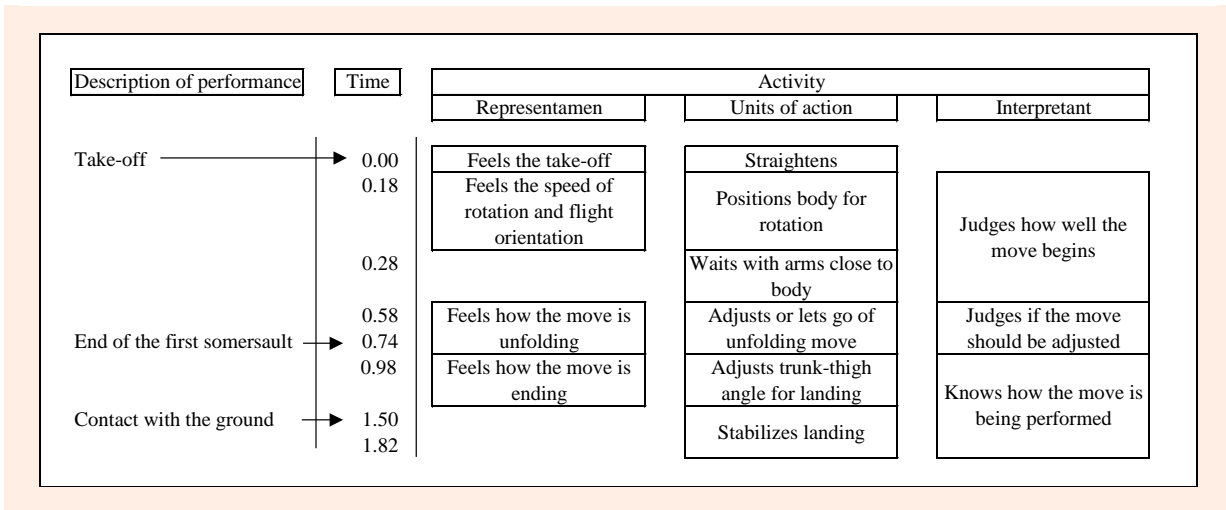 Description of performance Time Activity
Representamen Units of action Interpretant
Take-off 0.00 Feels the take-off Straightens
0.18 Feels the speed of
rotation and flight
orientation
Positions body for
rotation
Judges how well the
move begins
0.28 Waits with arms close to
body
0.58 Feels how the move is
unfolding
Adjusts or lets go of
unfolding move
Judges if the move
should be adjusted
End of the first somersault 0.74
0.98 Feels how the move is
ending
Adjusts trunk-thigh
angle for landing
Knows how the move is
being performed
Contact with the ground 1.50
Stabilizes landing
1.82